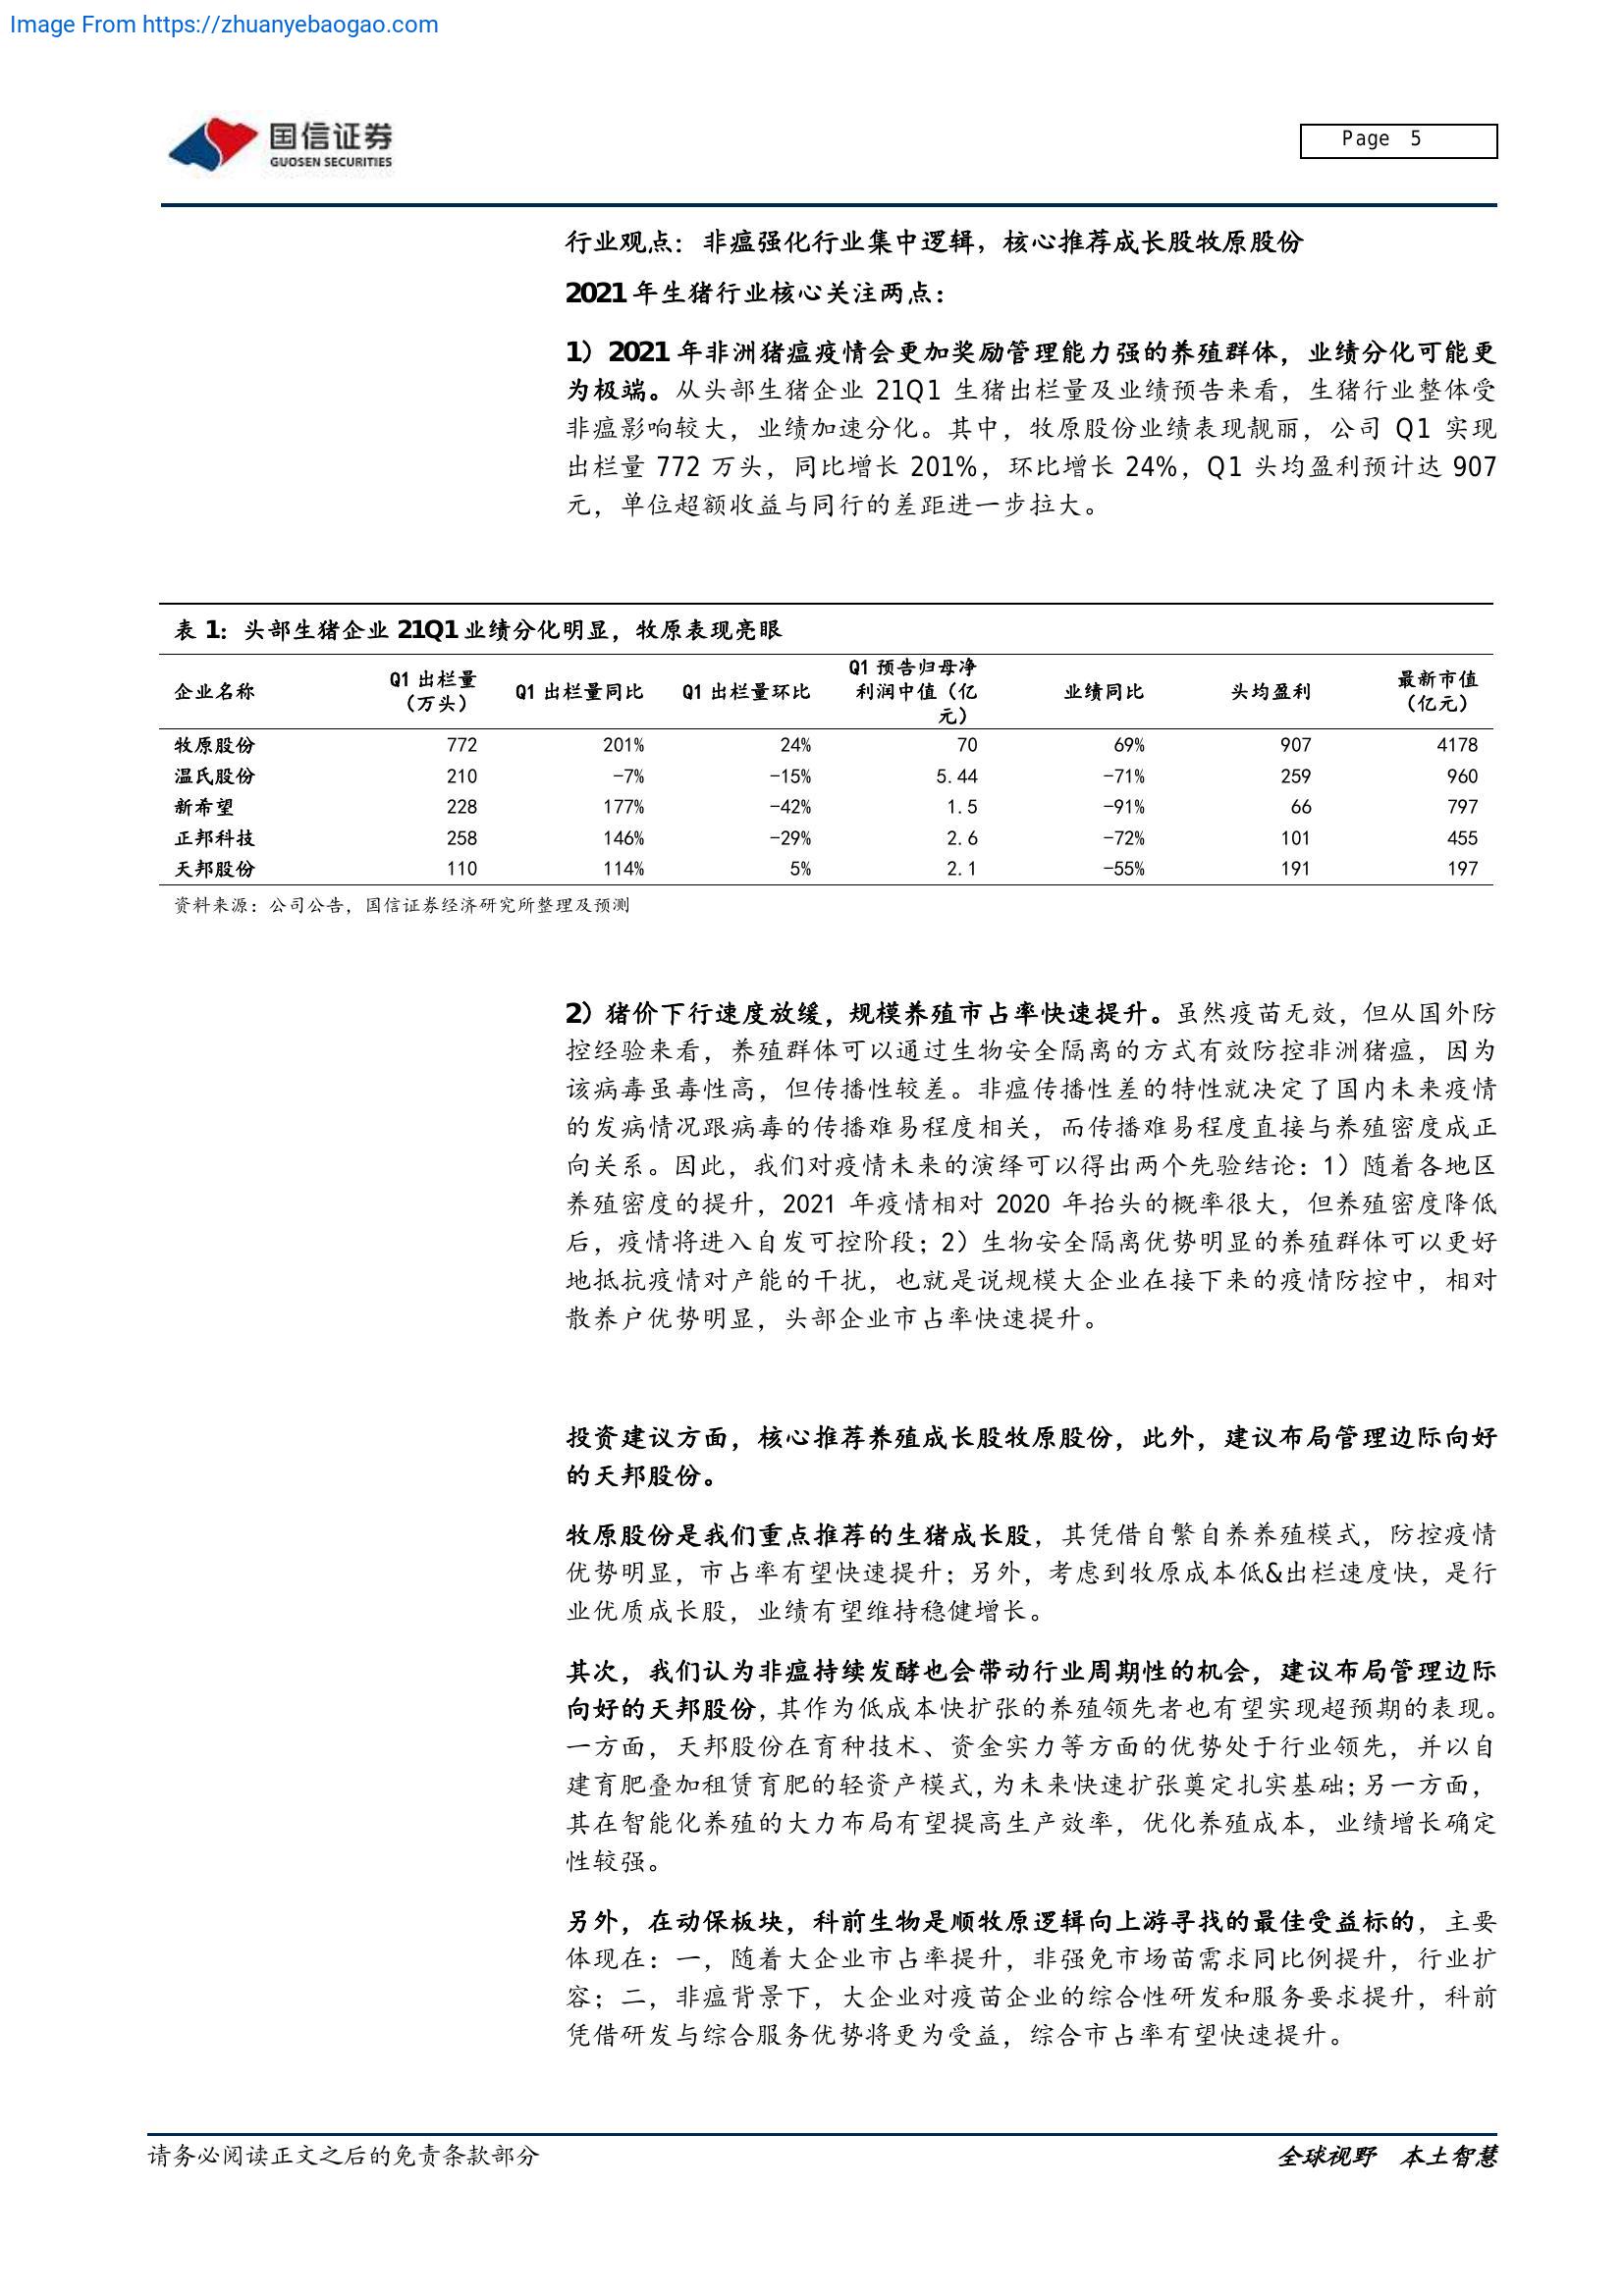 Image From https://zhuanyebaogao.com
国信证券
GUOSEN SECURITIES
Page 5
行业观点：非瘟强化行业集中逻辑，核心推荐成长股牧原股份
2021 年生猪行业核心关注两点：
1）2021 年非洲猪瘟疫情会更加奖励管理能力强的养殖群体，业绩分化可能更
为极端。从头部生猪企业 21Q1 生猪出栏量及业绩预告来看，生猪行业整体受
非瘟影响较大，业绩加速分化。其中，牧原股份业绩表现靓丽，公司 Q1 实现
出栏量 772 万头，同比增长 201%，环比增长 24%，Q1 头均盈利预计达 907
元，单位超额收益与同行的差距进一步拉大。
表 1：头部生猪企业 21Q1 业绩分化明显，牧原表现亮眼
企业名称 Q1 出栏量（万头） Q1 出栏量同比 Q1 出栏量环比 Q1 预告归母净利润中值（亿元） 业绩同比 头均盈利 最新市值（亿元）
牧原股份 772 201% 24% 70 69% 907 4178
温氏股份 210 -7% -15% 5.44 -71% 259 960
新希望 228 177% -42% 1.5 -91% 66 797
正邦科技 258 146% -29% 2.6 -72% 101 455
天邦股份 110 114% 5% 2.1 -55% 191 197
资料来源：公司公告，国信证券经济研究所整理及预测
2）猪价下行速度放缓，规模养殖市占率快速提升。虽然疫苗无效，但从国外防
控经验来看，养殖群体可以通过生物安全隔离的方式有效防控非洲猪瘟，因为
该病毒虽毒性高，但传播性较差。非瘟传播性差的特性就决定了国内未来疫情
的发病情况跟病毒的传播难易程度相关，而传播难易程度直接与养殖密度成正
向关系。因此，我们对疫情未来的演绎可以得出两个先验结论：1）随着各地区
养殖密度的提升，2021 年疫情相对 2020 年抬头的概率很大，但养殖密度降低
后，疫情将进入自发可控阶段；2）生物安全隔离优势明显的养殖群体可以更好
地抵抗疫情对产能的干扰，也就是说规模大企业在接下来的疫情防控中，相对
散养户优势明显，头部企业市占率快速提升。
投资建议方面，核心推荐养殖成长股牧原股份，此外，建议布局管理边际向好
的天邦股份。
牧原股份是我们重点推荐的生猪成长股，其凭借自繁自养养殖模式，防控疫情
优势明显，市占率有望快速提升；另外，考虑到牧原成本低&出栏速度快，是行
业优质成长股，业绩有望维持稳健增长。
其次，我们认为非瘟持续发酵也会带动行业周期性的机会，建议布局管理边际
向好的天邦股份，其作为低成本快扩张的养殖领先者也有望实现超预期的表现。
一方面，天邦股份在育种技术、资金实力等方面的优势处于行业领先，并以自
建育肥叠加租赁育肥的轻资产模式，为未来快速扩张奠定扎实基础；另一方面，
其在智能化养殖的大力布局有望提高生产效率，优化养殖成本，业绩增长确定
性较强。
另外，在动保板块，科前生物是顺牧原逻辑向上游寻找的最佳受益标的，主要
体现在：一，随着大企业市占率提升，非强免市场苗需求同比例提升，行业扩
容；二，非瘟背景下，大企业对疫苗企业的综合性研发和服务要求提升，科前
凭借研发与综合服务优势将更为受益，综合市占率有望快速提升。
请务必阅读正文之后的免责条款部分
全球视野 本土智慧